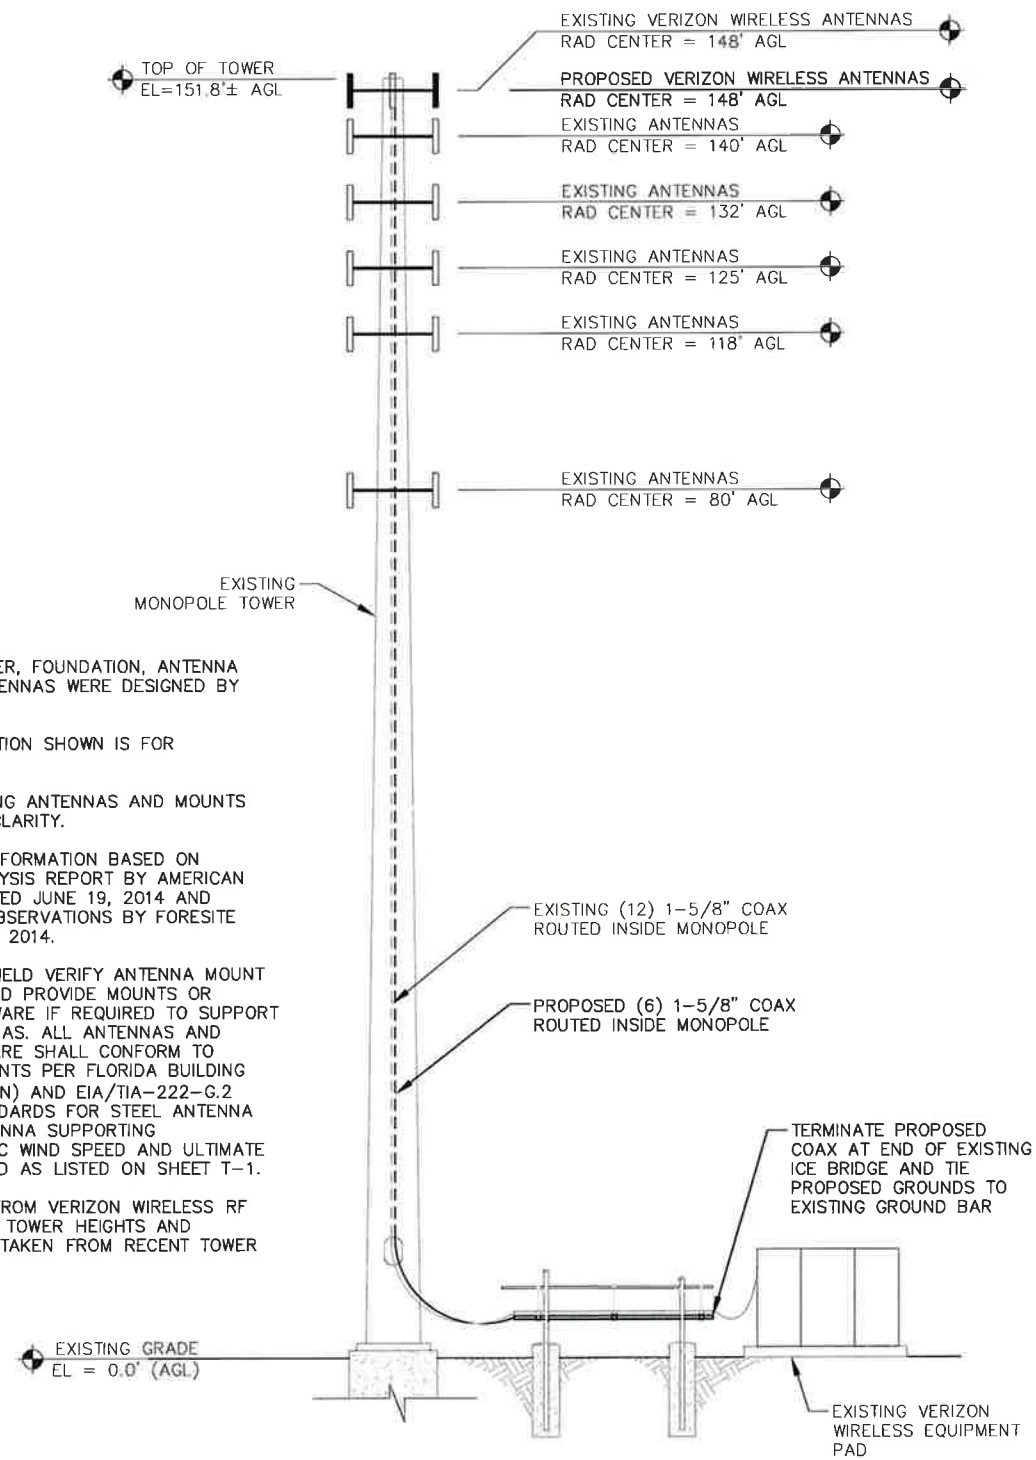 EXISTING VERIZON WIRELESS ANTENNAS
RAD CENTER = 148' AGL
TOP OF TOWER
EL=151.8'± AGL
PROPOSED VERIZON WIRELESS ANTENNAS
RAD CENTER = 148' AGL
EXISTING ANTENNAS
RAD CENTER = 140' AGL
EXISTING ANTENNAS
RAD CENTER = 132' AGL
EXISTING ANTENNAS
RAD CENTER = 125' AGL
EXISTING ANTENNAS
RAD CENTER = 118' AGL
EXISTING ANTENNAS
RAD CENTER = 80' AGL
EXISTING
MONOPOLE TOWER
ER, FOUNDATION, ANTENNA
ENNAS WERE DESIGNED BY
TION SHOWN IS FOR
NG ANTENNAS AND MOUNTS
CLARITY.
FORMATION BASED ON
YSIS REPORT BY AMERICAN
ED JUNE 19, 2014 AND
BSERVATIONS BY FORESITE
2014.
IELD VERIFY ANTENNA MOUNT
D PROVIDE MOUNTS OR
WARE IF REQUIRED TO SUPPORT
AS. ALL ANTENNAS AND
RE SHALL CONFORM TO
NTS PER FLORIDA BUILDING
N) AND EIA/TIA-222-G.2
DARDS FOR STEEL ANTENNA
ENNA SUPPORTING
C WIND SPEED AND ULTIMATE
D AS LISTED ON SHEET T-1.
FROM VERIZON WIRELESS RF
TOWER HEIGHTS AND
TAKEN FROM RECENT TOWER
EXISTING (12) 1-5/8" COAX
ROUTED INSIDE MONOPOLE
PROPOSED (6) 1-5/8" COAX
ROUTED INSIDE MONOPOLE
TERMINATE PROPOSED
COAX AT END OF EXISTING
ICE BRIDGE AND TIE
PROPOSED GROUNDS TO
EXISTING GROUND BAR
EXISTING GRADE
EL = 0.0' (AGL)
EXISTING VERIZON
WIRELESS EQUIPMENT
PAD